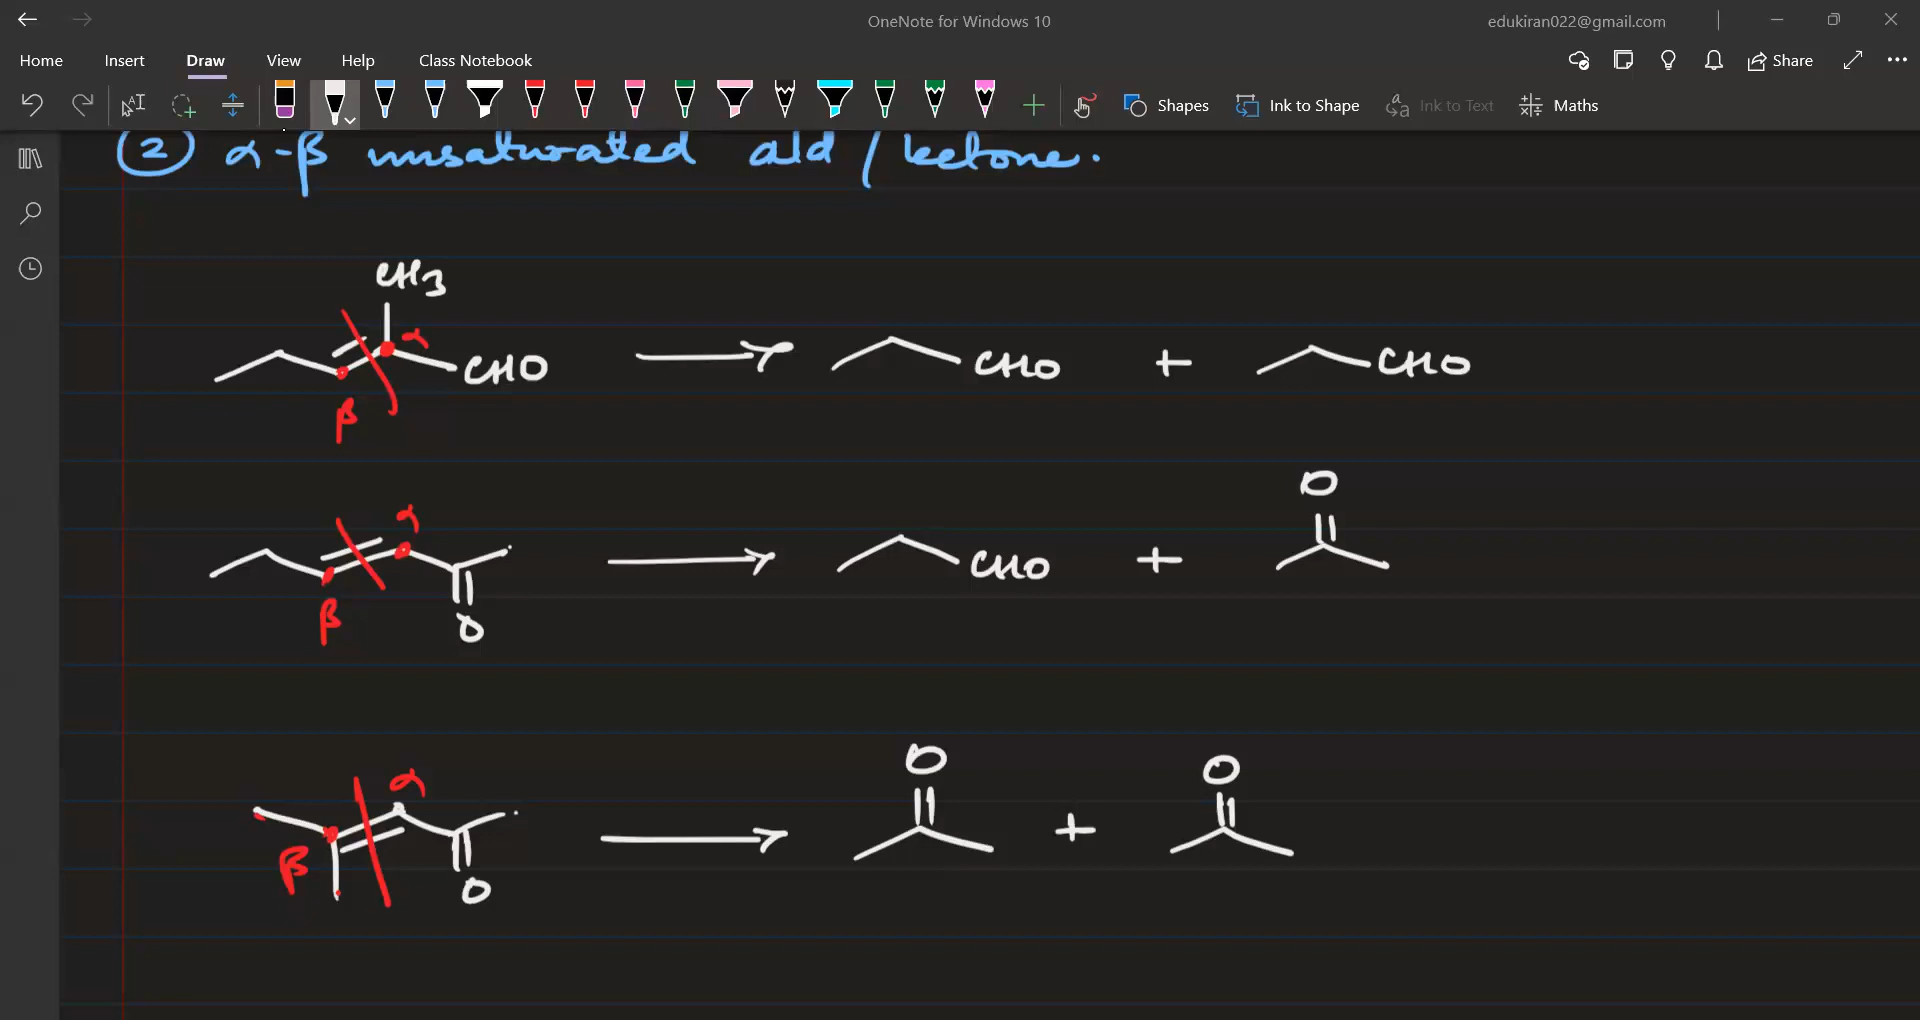 OneNote for Windows 10
edukiran022@gmail.com
Home Insert Draw View Help Class Notebook Share
Shapes Ink to Shape Ink to Text Maths
② α-β unsaturated ald / ketone.
CH3
α
CHO CHO + CHO
β
O
α
CHO +
β
O
O O
α
+
β
O